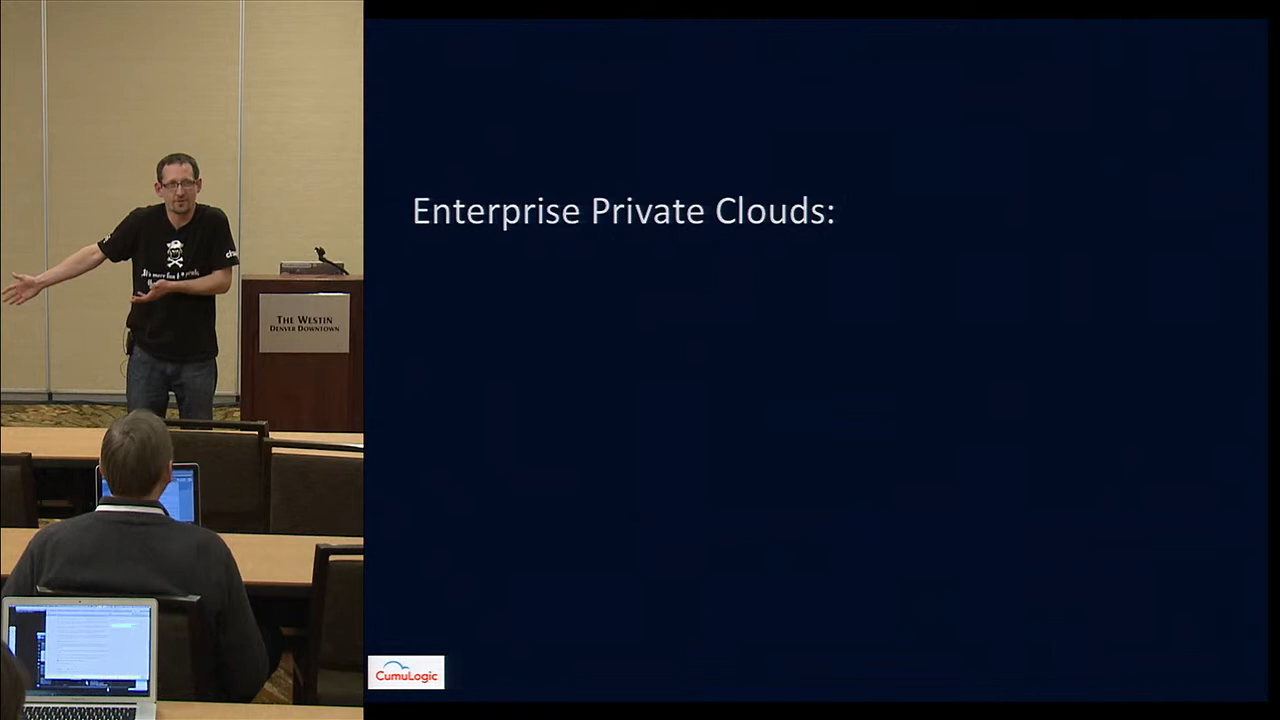 Enterprise Private Clouds:
THE WESTIN
DENVER DOWNTOWN
CumuLogic